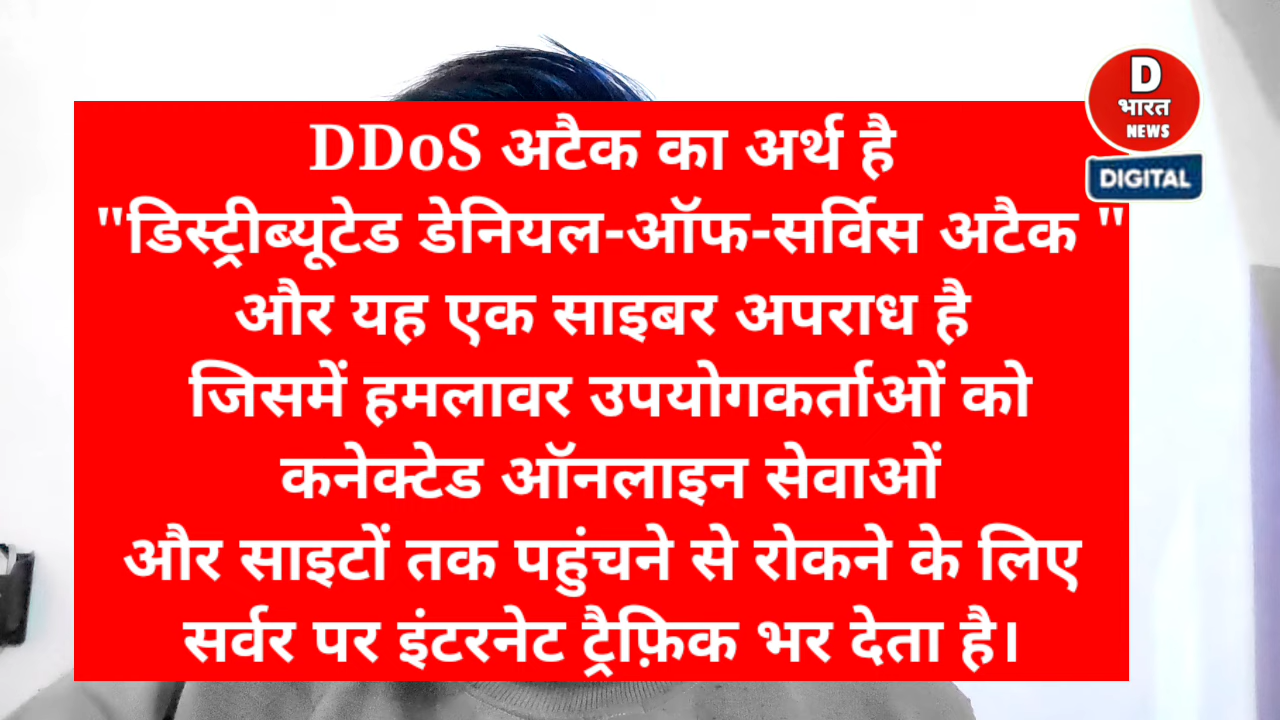 DDoS अटैक का अर्थ है
"डिस्ट्रीब्यूटेड डेनियल-ऑफ-सर्विस अटैक "
और यह एक साइबर अपराध है
जिसमें हमलावर उपयोगकर्ताओं को
कनेक्टेड ऑनलाइन सेवाओं
और साइटों तक पहुंचने से रोकने के लिए
सर्वर पर इंटरनेट ट्रैफ़िक भर देता है।
D
भारत
NEWS
DIGITAL